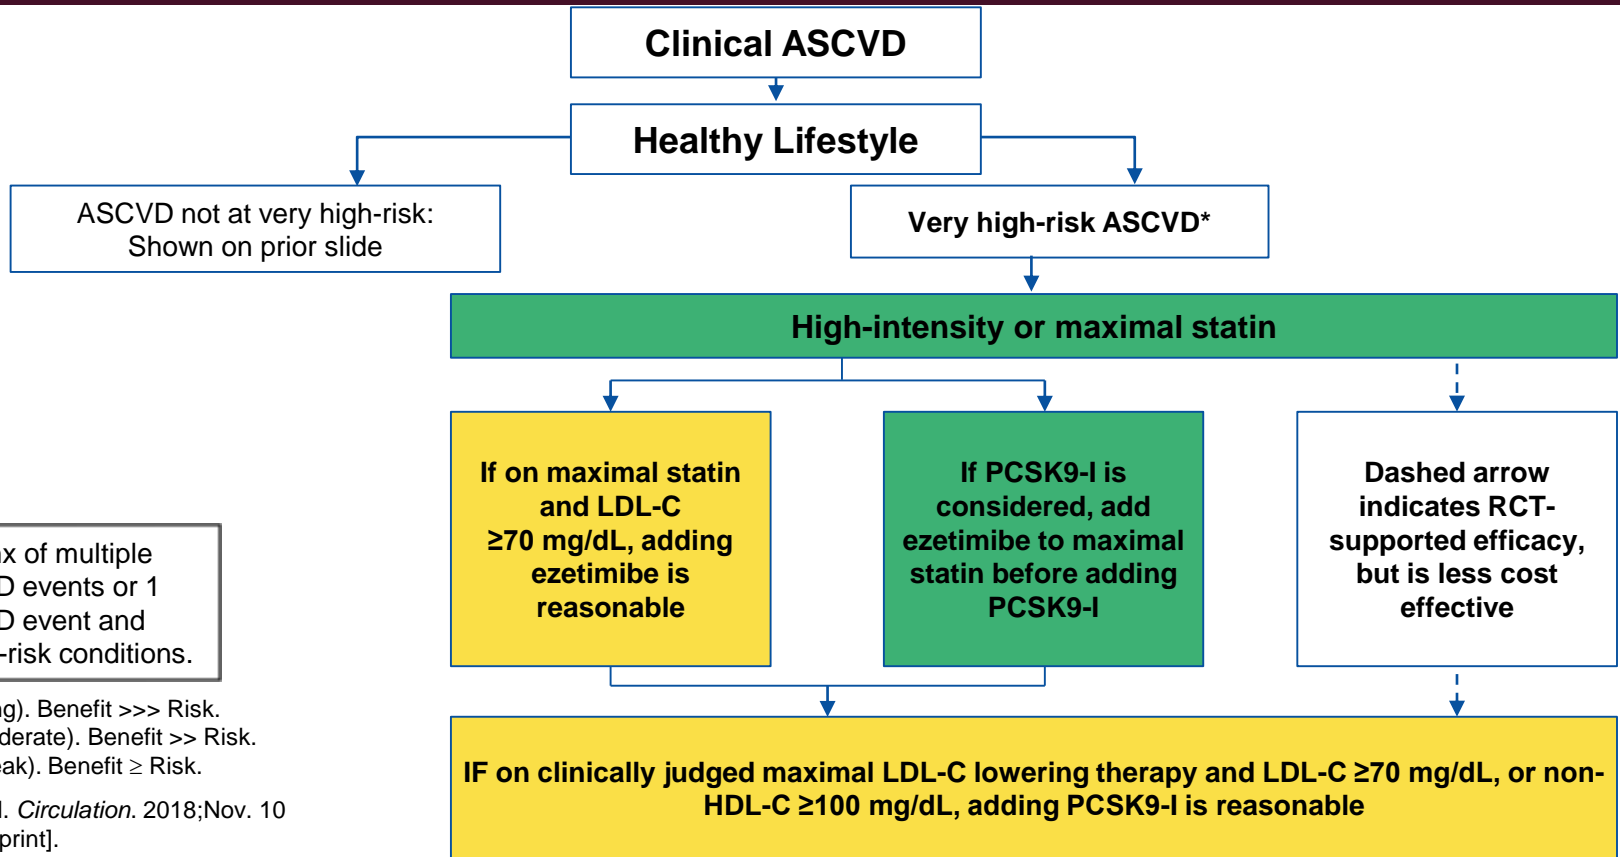 Clinical ASCVD
Healthy Lifestyle
ASCVD not at very high-risk:
Shown on prior slide
Very high-risk ASCVD*
High-intensity or maximal statin
If on maximal statin
and LDL-C
≥70 mg/dL, adding
ezetimibe is
reasonable
If PCSK9-I is
considered, add
ezetimibe to maximal
statin before adding
PCSK9-I
Dashed arrow
indicates RCT-
supported efficacy,
but is less cost
effective
of multiple
events or 1
event and
-risk conditions.
Benefit >>> Risk.
Benefit >> Risk.
Benefit ≥ Risk.
Circulation. 2018;Nov. 10
print].
IF on clinically judged maximal LDL-C lowering therapy and LDL-C ≥70 mg/dL, or non-
HDL-C ≥100 mg/dL, adding PCSK9-I is reasonable